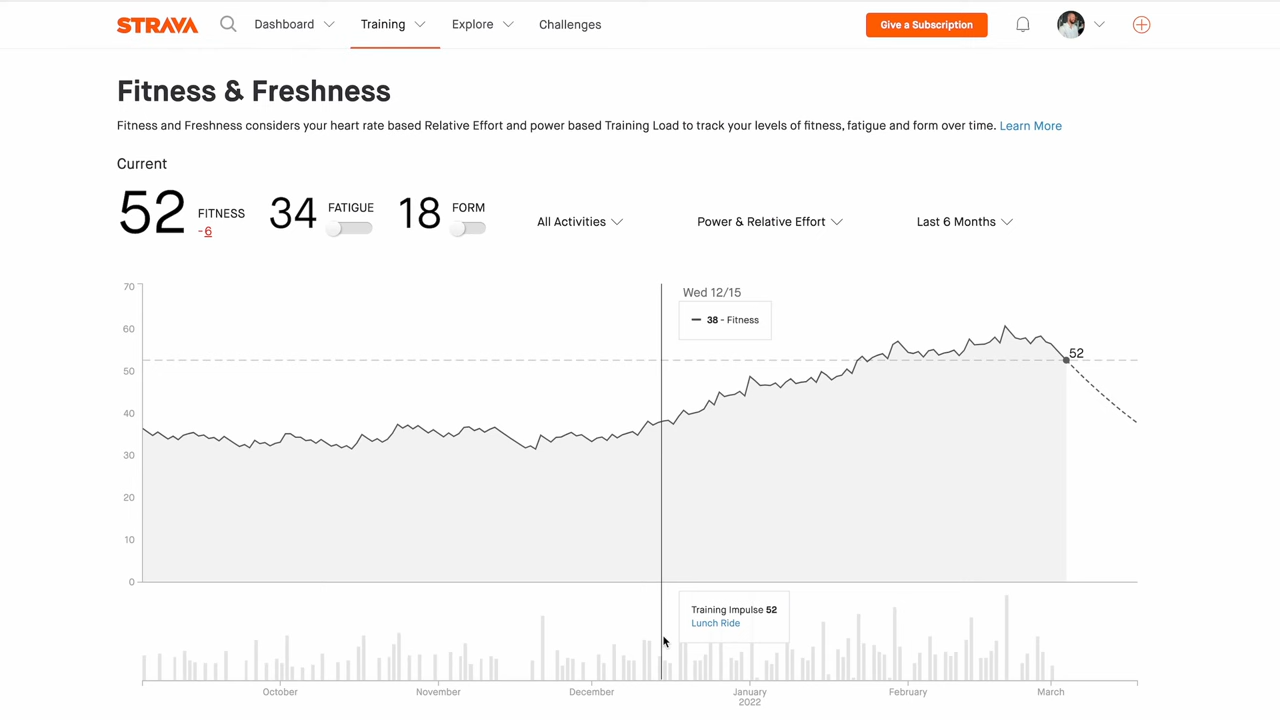 STRAVA Dashboard Training Explore Challenges Give a Subscription
Fitness & Freshness
Fitness and Freshness considers your heart rate based Relative Effort and power based Training Load to track your levels of fitness, fatigue and form over time. Learn More
Current
52 FITNESS -6 34 FATIGUE 18 FORM All Activities Power & Relative Effort Last 6 Months
70
Wed 12/15
38 - Fitness
60
52
50
40
30
20
10
0
Training Impulse 52
Lunch Ride
October November December January February March
2022